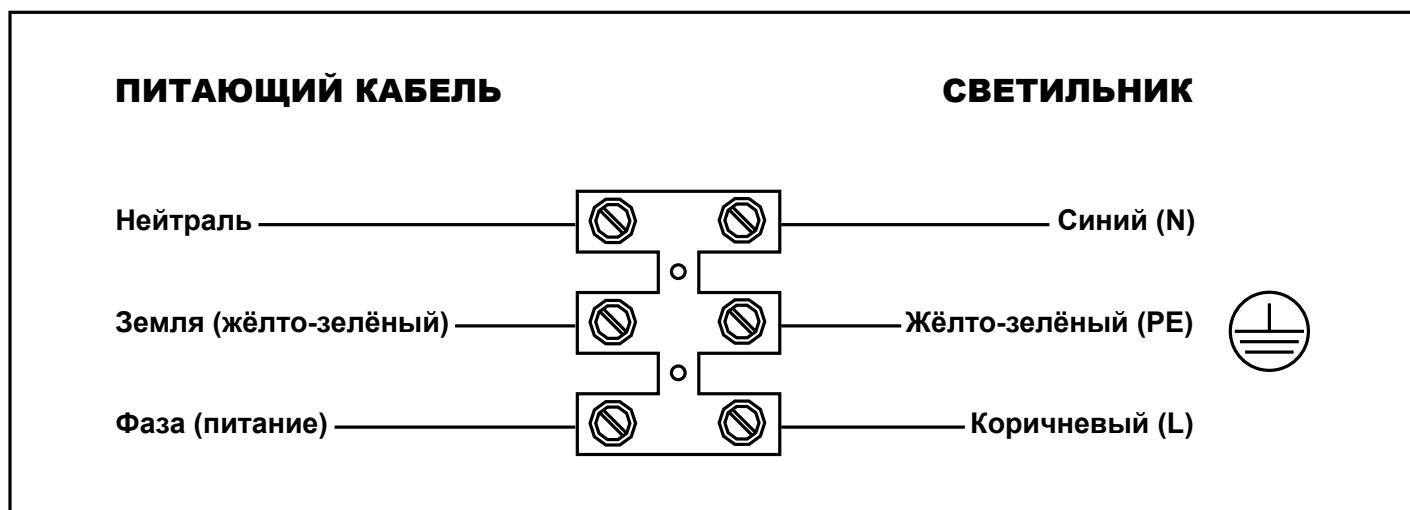 ПИТАЮЩИЙ КАБЕЛЬ СВЕТИЛЬНИК
Нейтраль Синий (N)
Земля (жёлто-зелёный) Жёлто-зелёный (PE)
Фаза (питание) Коричневый (L)